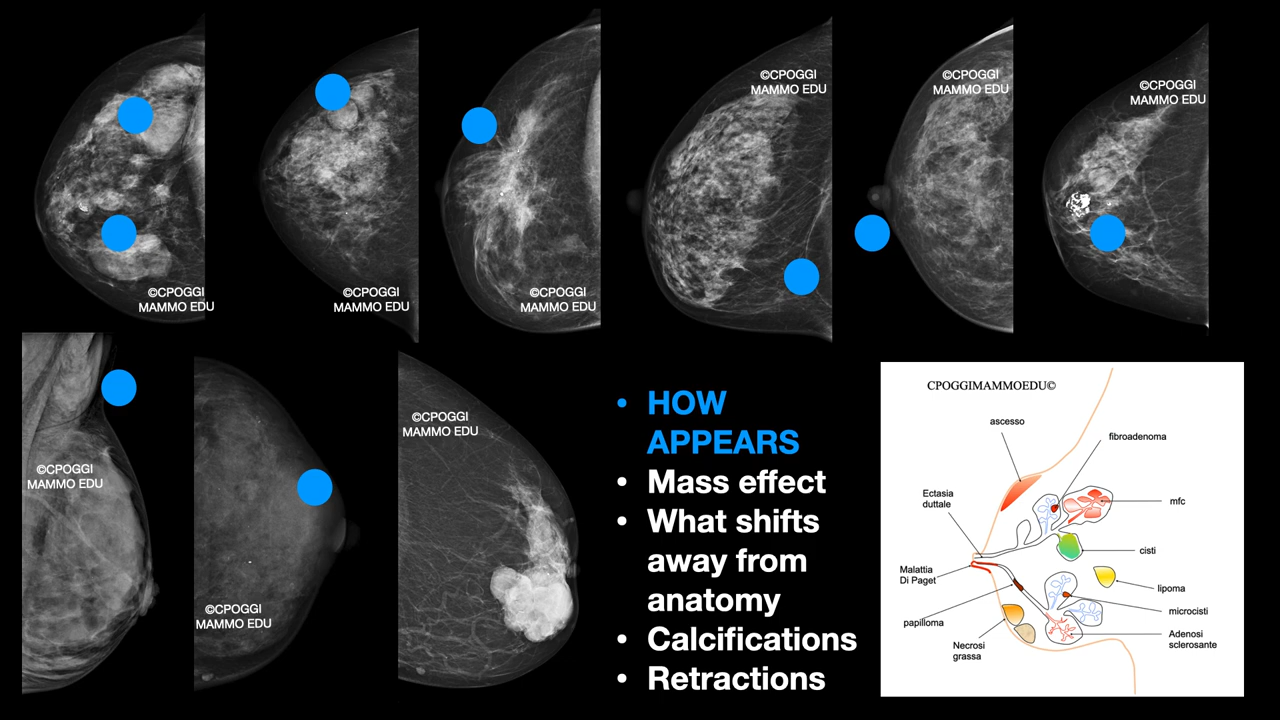 ©CPOGGI
MAMMO EDU
©CPOGGI
MAMMO EDU
©CPOGGI
MAMMO EDU
©CPOGGI
MAMMO EDU
©CPOGGI
MAMMO EDU
©CPOGGI
MAMMO EDU
©CPOGGI
MAMMO EDU
©CPOGGI
MAMMO EDU
©CPOGGI
MAMMO EDU
• HOW
APPEARS
• Mass effect
• What shifts
away from
anatomy
• Calcifications
• Retractions
CPOGGIMAMMOEDU©
ascesso
fibroadenoma
Ectasia
duttale
mfc
cisti
Malattia
Di Paget
lipoma
microcisti
papilloma
Necrosi
grassa
Adenosi
sclerosante